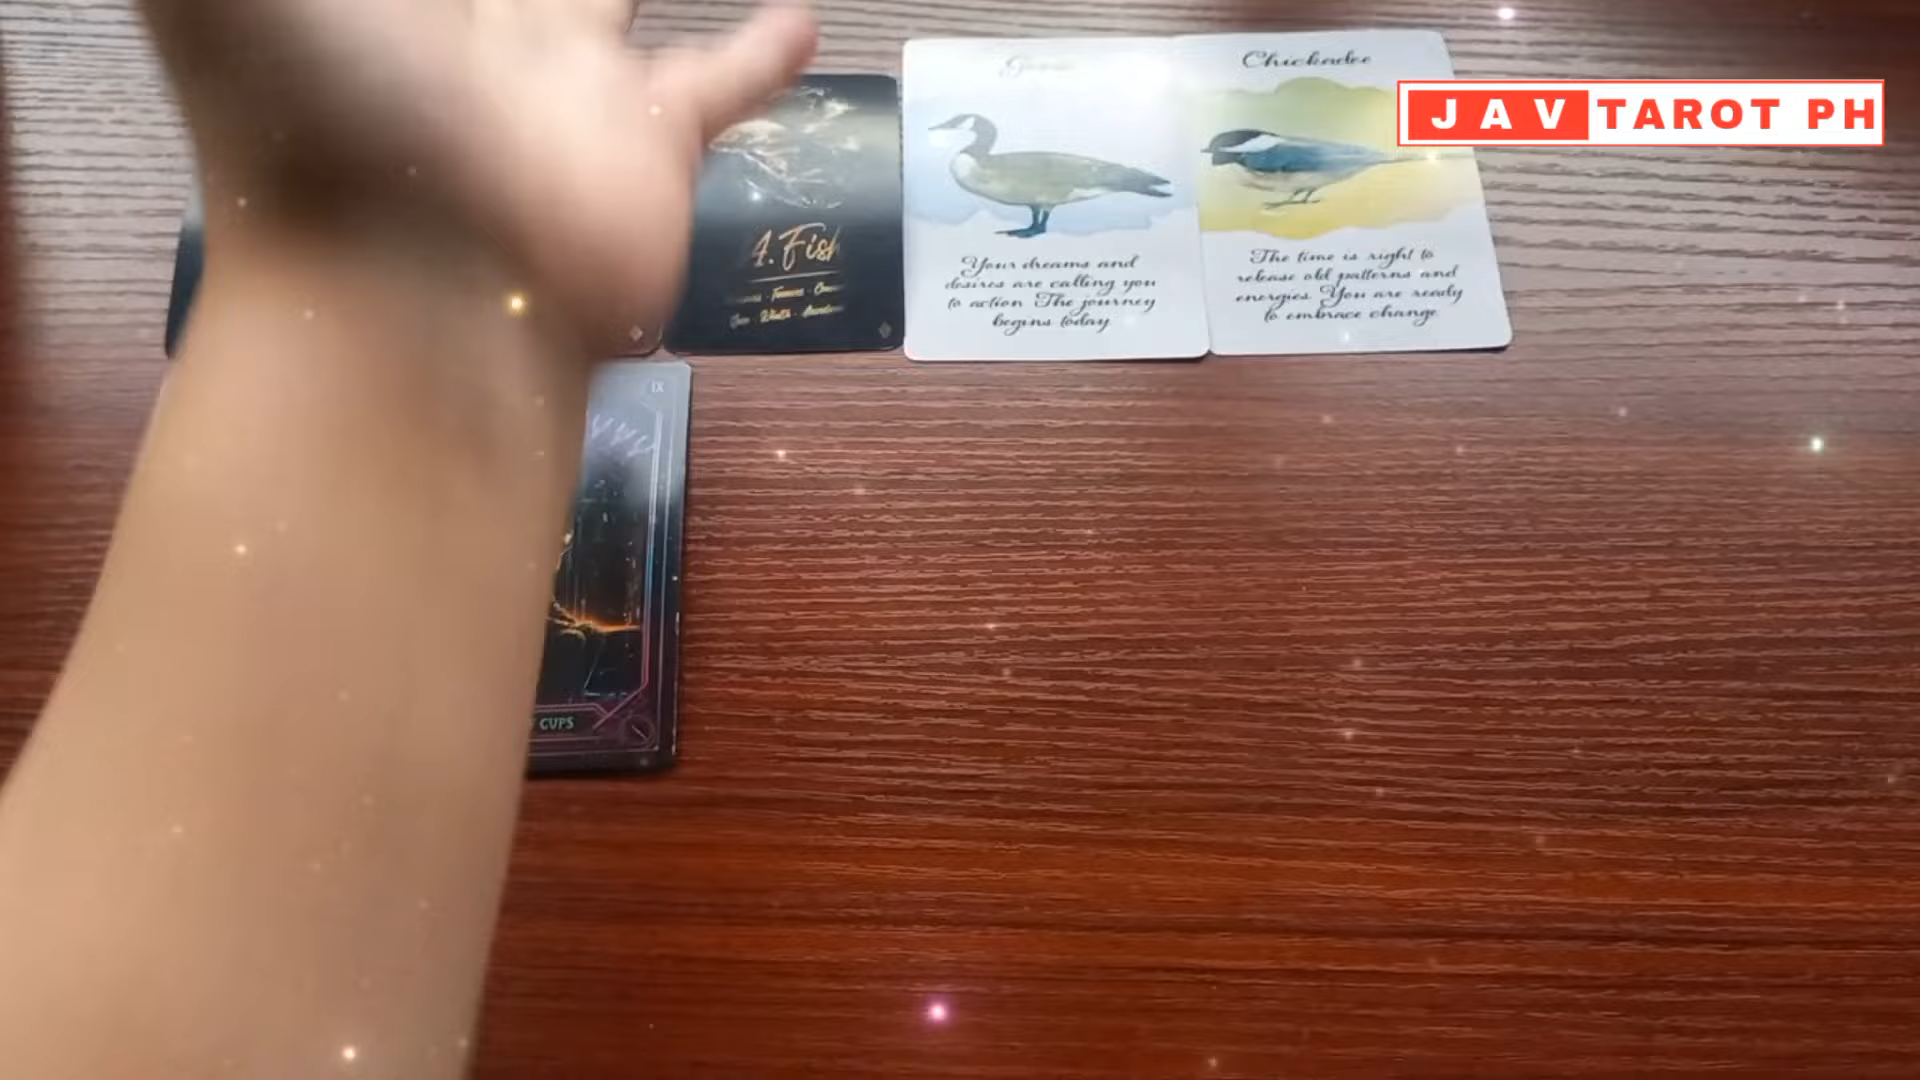 Chickadee
JAV TAROT PH
4. Fish
Your dreams and
desires are calling you
to action The journey
begins today
The time is right to
release old patterns and
energies You are ready
to embrace change
IX
CUPS